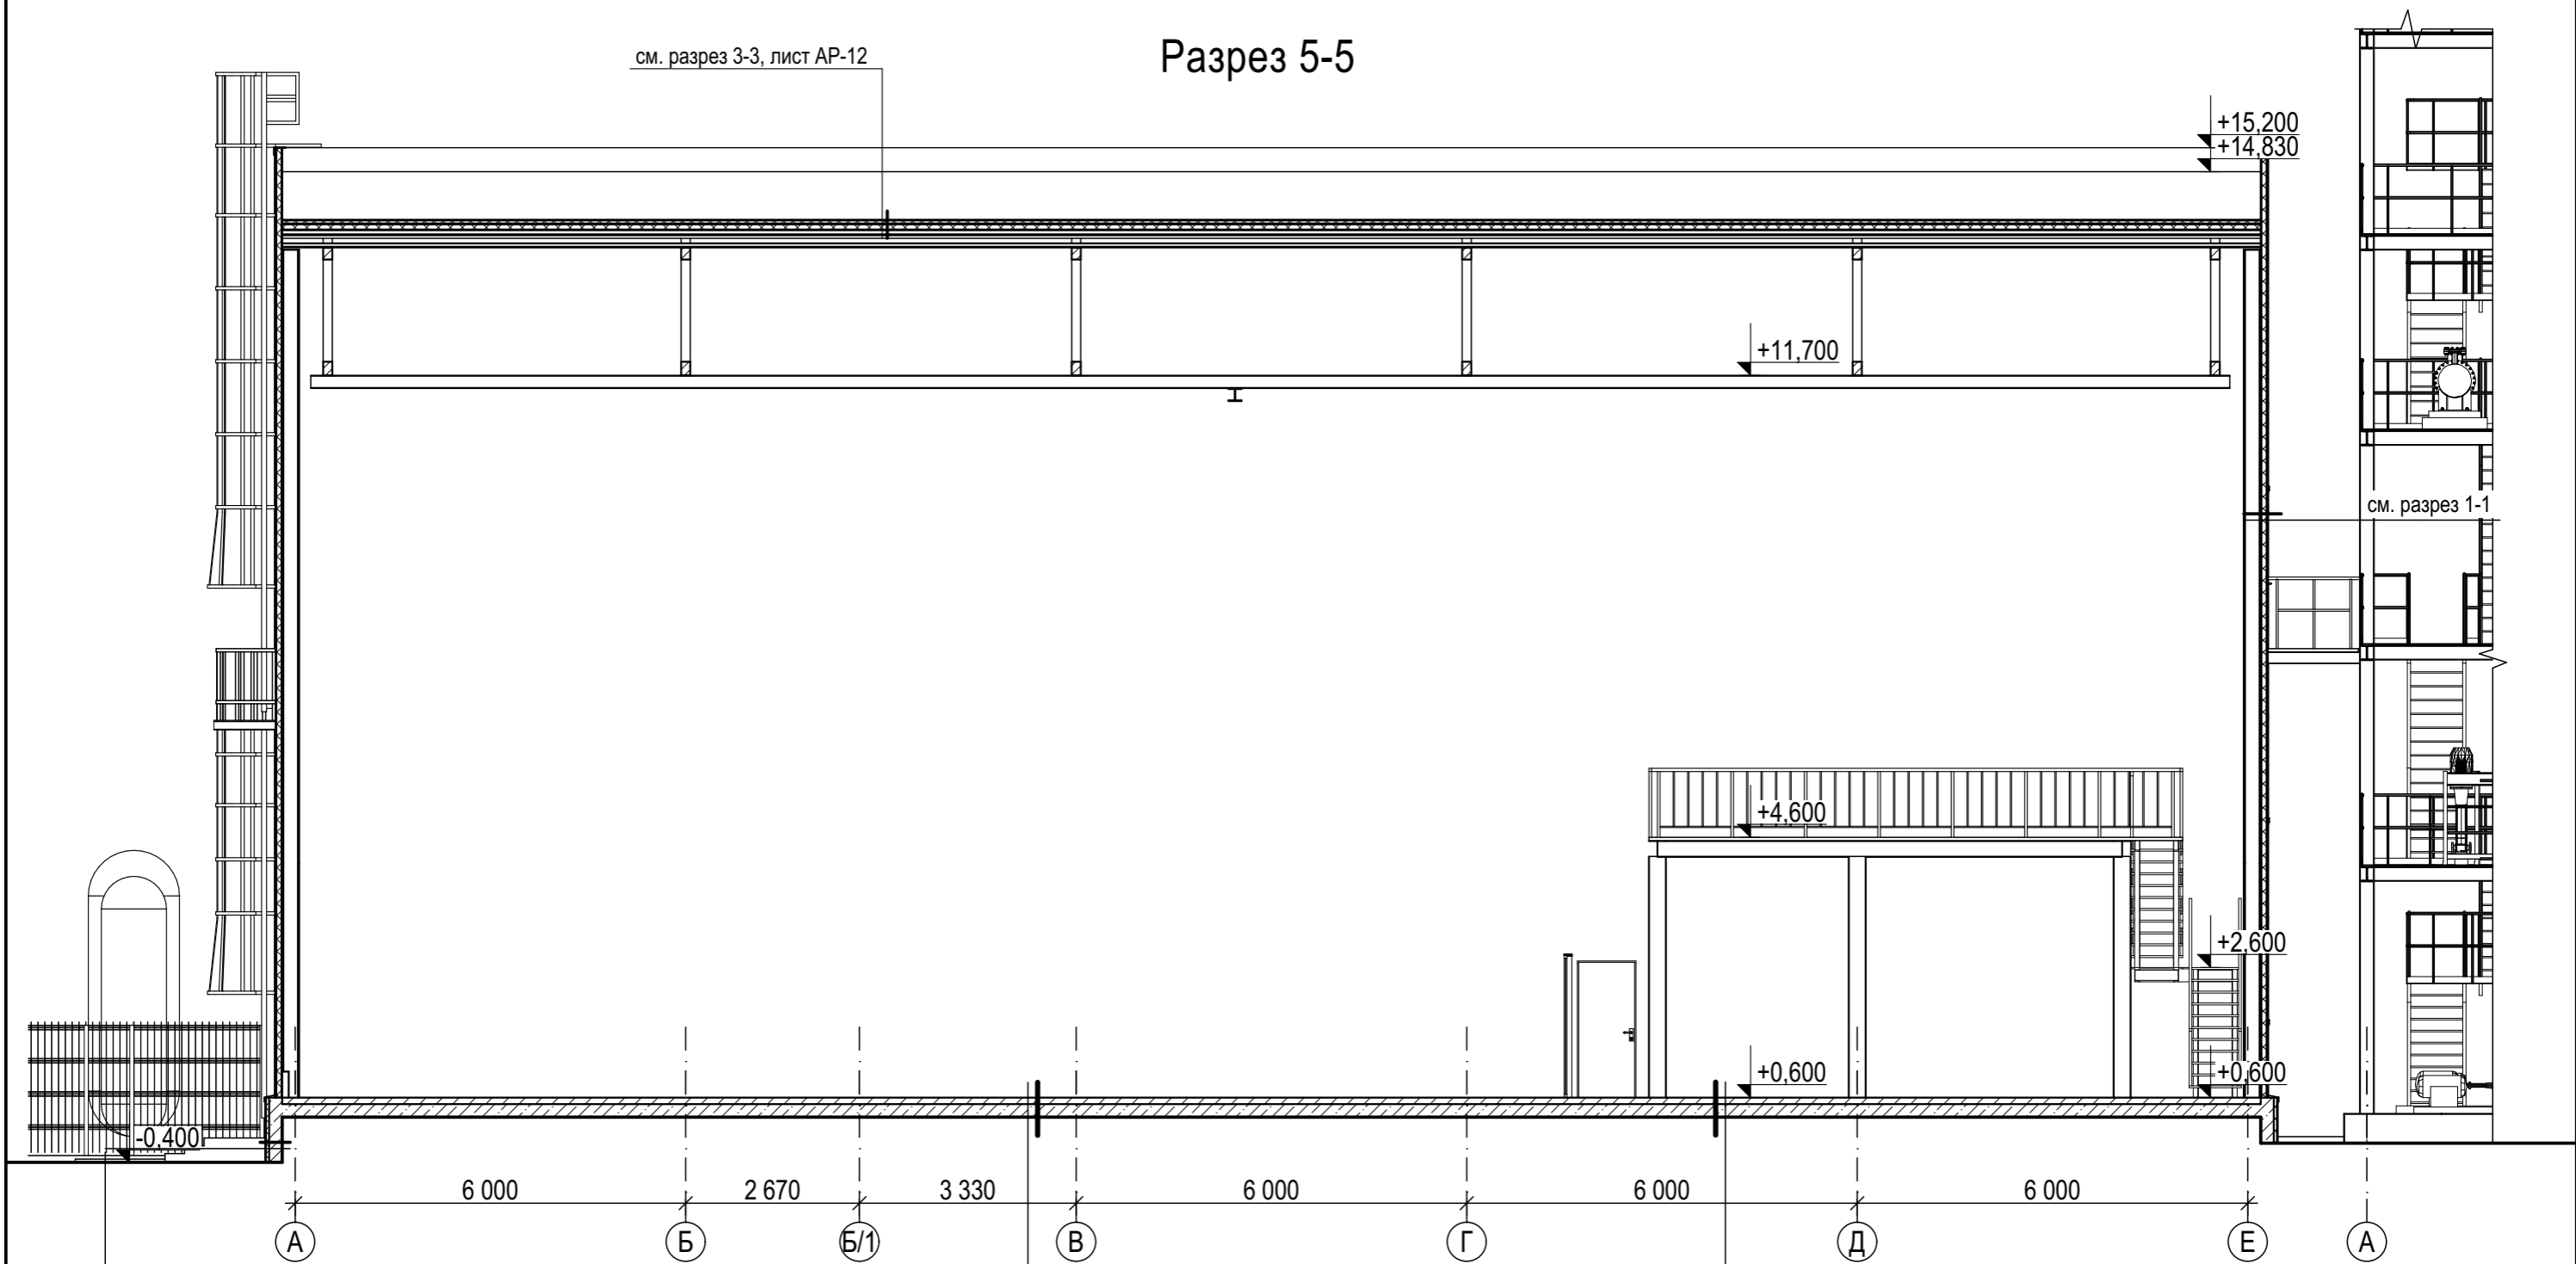 Разрез 5-5
см. разрез 3-3, лист АР-12
+15,200
+14,830
+11,700
см. разрез 1-1
+4,600
+2,600
+0,600
+0,600
-0,400
6 000
2 670
3 330
6 000
6 000
6 000
А
Б
Б/1
В
Г
Д
Е
А